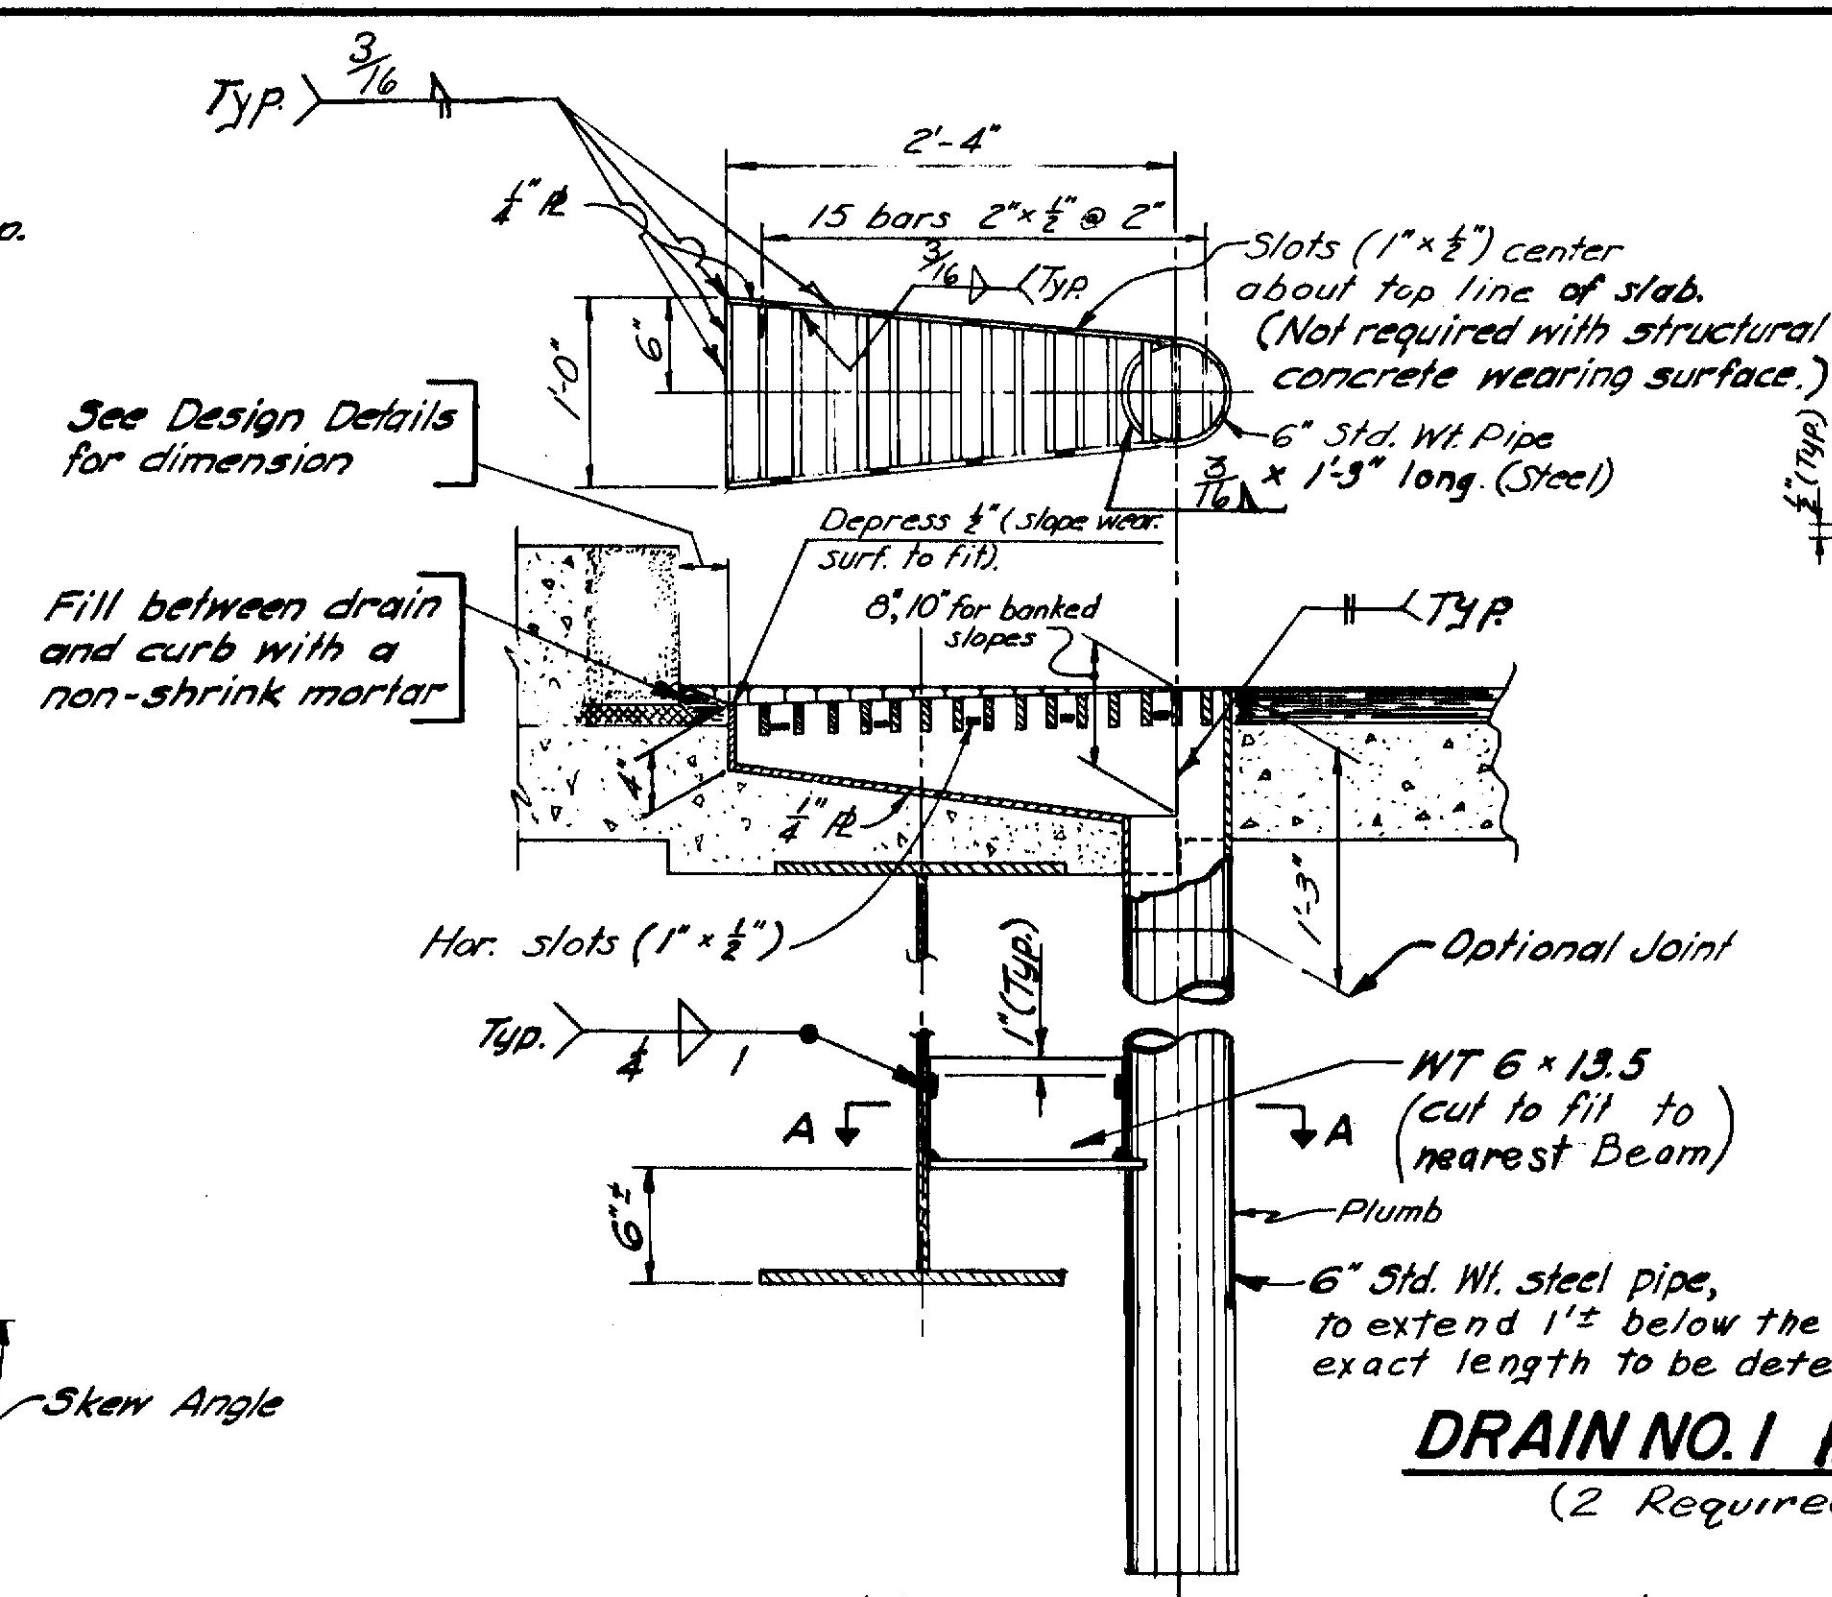 3/16
Typ.
2'-4"
1/4" ℞
15 bars 2"x 1/2" @ 2"
3/16
Typ.
Slots (1" x 1/2") center
about top line of slab.
(Not required with structural
concrete wearing surface.)
1'-0"
6"
See Design Details
for dimension
6" Std. Wt. Pipe
x 1'-3" long. (Steel)
3/16
1/2" (Typ.)
Depress 1/2" (slope wear.
surf. to fit).
Fill between drain
and curb with a
non-shrink mortar
8", 10" for banked
slopes
Typ.
4"
1/4" ℞
1'-3"
Hor. slots (1" x 1/2")
Optional Joint
1" (Typ.)
Typ.
1/4
1
WT 6 x 13.5
(cut to fit to
nearest Beam)
A
A
6" ±
Plumb
6" Std. Wt. steel pipe,
to extend 1'± below the
exact length to be dete
Skew Angle
DRAIN NO. 1
(2 Require